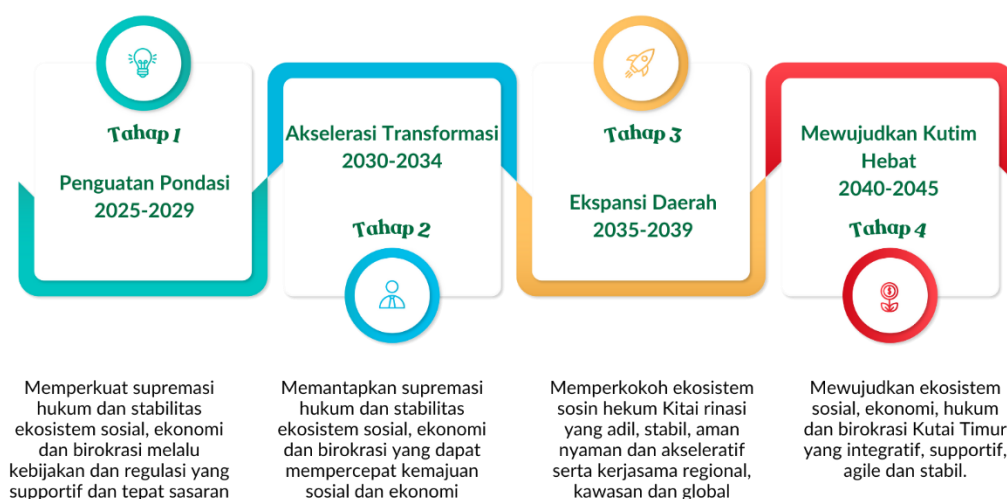 Tahap 1
Penguatan Pondasi
2025-2029
Memperkuat supremasi
hukum dan stabilitas
ekosistem sosial, ekonomi
dan birokrasi melalu
kebijakan dan regulasi yang
supportif dan tepat sasaran
Akselerasi Transformasi
2030-2034
Tahap 2
Memantapkan supremasi
hukum dan stabilitas
ekosistem sosial, ekonomi
dan birokrasi yang dapat
mempercepat kemajuan
sosial dan ekonomi
Tahap 3
Ekspansi Daerah
2035-2039
Memperkokoh ekosistem
sosin hekum Kitai rinasi
yang adil, stabil, aman
nyaman dan akseleratif
serta kerjasama regional,
kawasan dan global
Mewujudkan Kutim
Hebat
2040-2045
Tahap 4
Mewujudkan ekosistem
sosial, ekonomi, hukum
dan birokrasi Kutai Timur
yang integratif, supportif,
agile dan stabil.